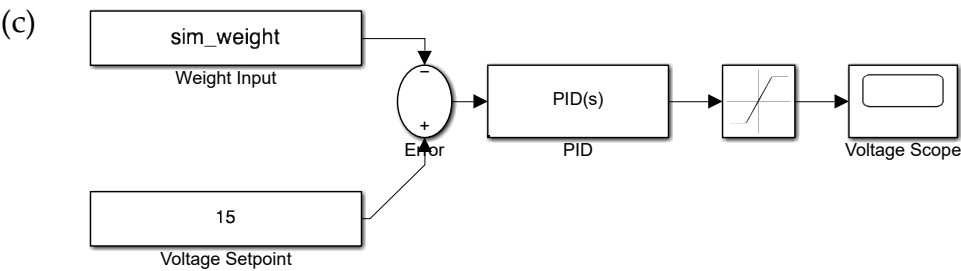 (c)
sim_weight
Weight Input
−
+
Error
PID(s)
PID
Voltage Scope
15
Voltage Setpoint